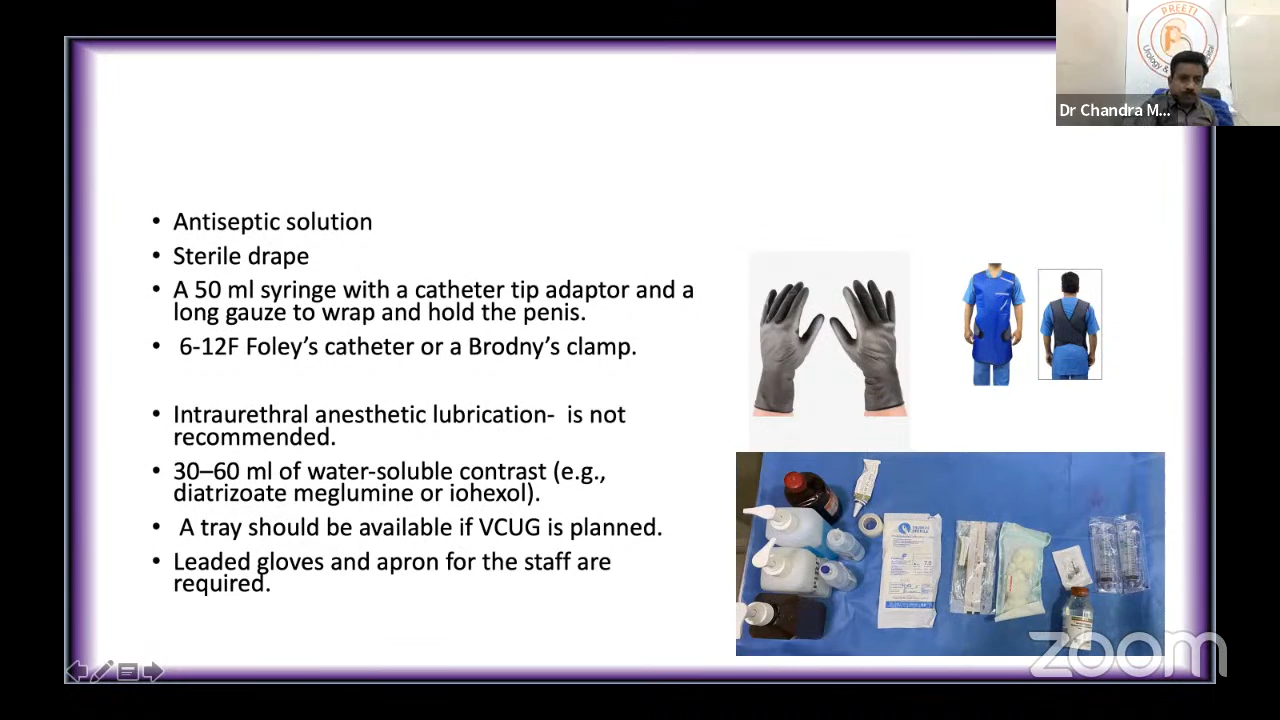 PREETI
Urology &
Dr Chandra M...
• Antiseptic solution
• Sterile drape
• A 50 ml syringe with a catheter tip adaptor and a
long gauze to wrap and hold the penis.
• 6-12F Foley’s catheter or a Brodny’s clamp.
• Intraurethral anesthetic lubrication- is not
recommended.
• 30–60 ml of water-soluble contrast (e.g.,
diatrizoate meglumine or iohexol).
• A tray should be available if VCUG is planned.
• Leaded gloves and apron for the staff are
required.
zoom